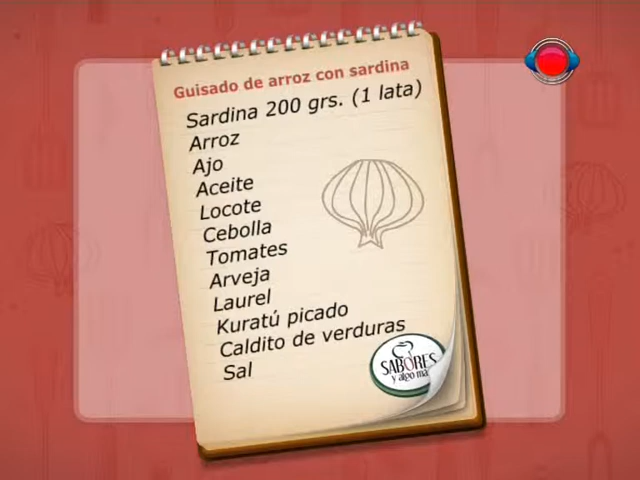 Guisado de arroz con sardina
Sardina 200 grs. (1 lata)
Arroz
Ajo
Aceite
Locote
Cebolla
Tomates
Arveja
Laurel
Kuratú picado
Caldito de verduras
Sal
SABORES
y algo má